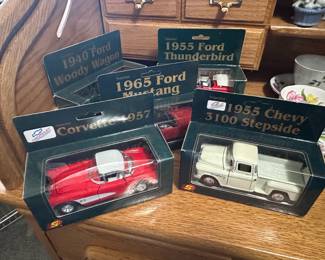 1940 Ford
Woody Wagon
1955 Ford
Thunderbird
1965 Ford
Mustang
Corvette 1957
1955 Chevy
3100 Stepside